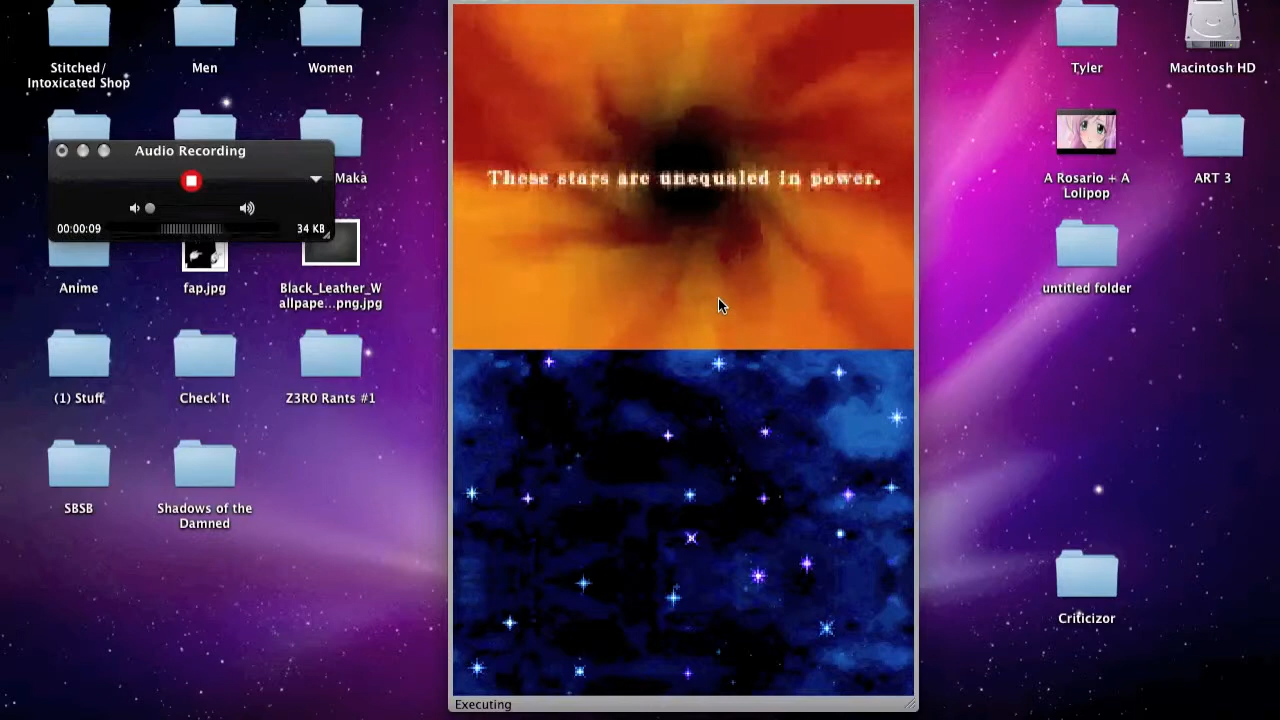 Stitched/
Intoxicated Shop
Men
Women
Tyler
Macintosh HD
Audio Recording
00:00:09
34 KB
Maka
These stars are unequaled in power.
A Rosario + A
Lolipop
ART 3
Anime
fap.jpg
Black_Leather_W
allpape...png.jpg
untitled folder
(1) Stuff
Check It
Z3R0 Rants #1
SBSB
Shadows of the
Damned
Criticizor
Executing